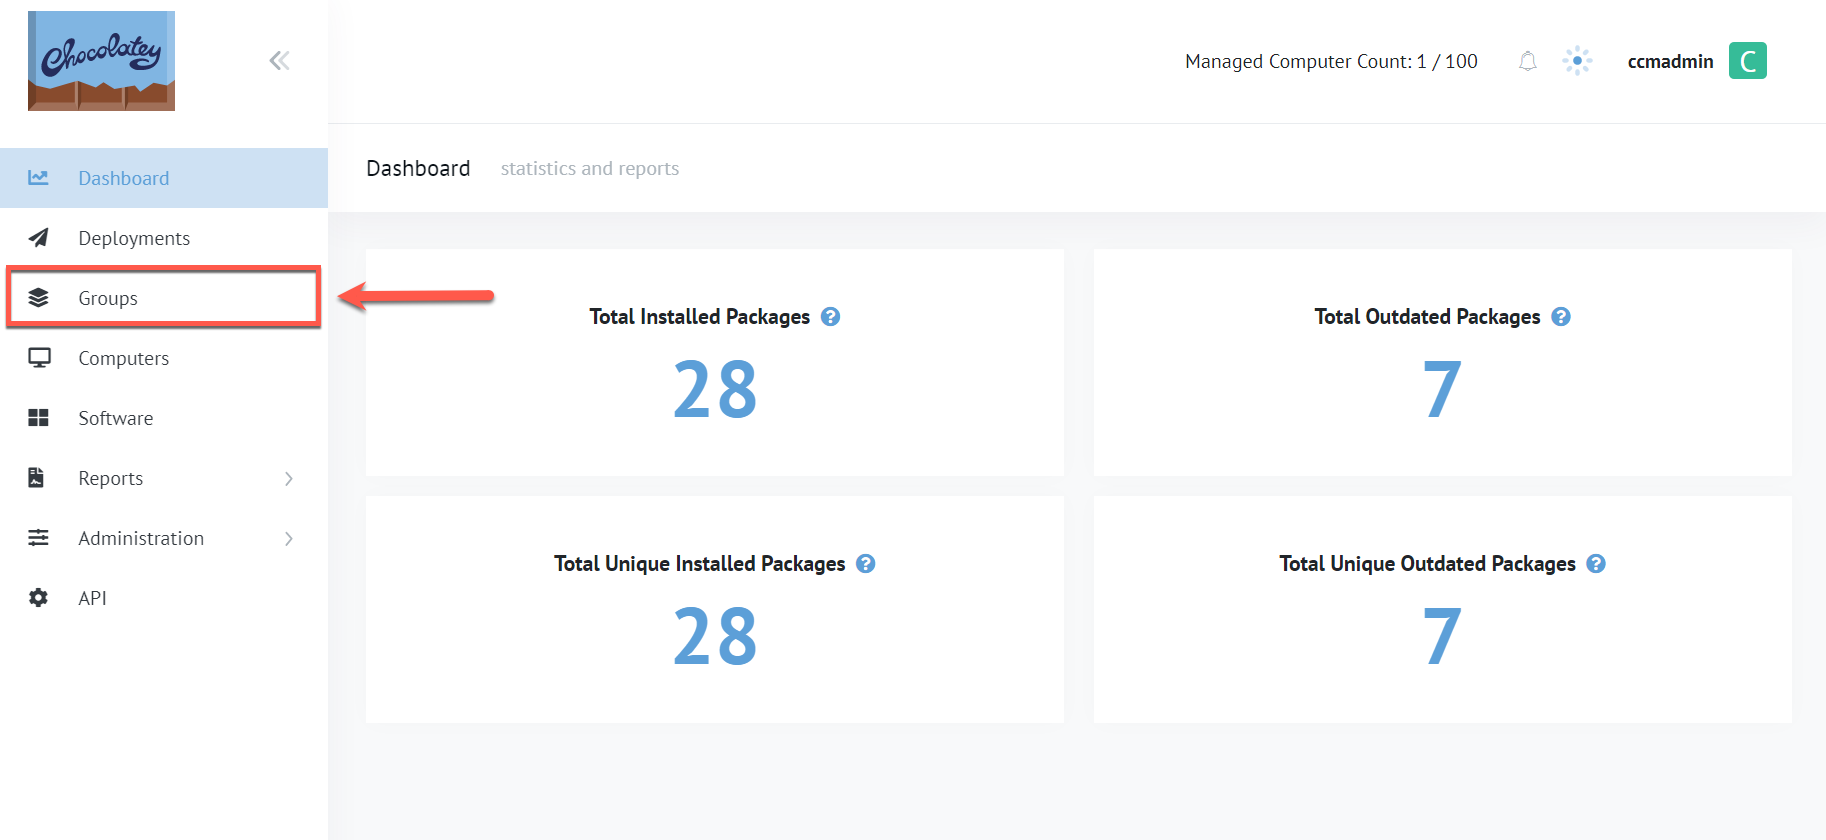 Chocolatey
Managed Computer Count: 1 / 100
ccmadmin
C
Dashboard
Deployments
Groups
Computers
Software
Reports
Administration
API
Dashboard
statistics and reports
Total Installed Packages ?
28
Total Outdated Packages ?
7
Total Unique Installed Packages ?
28
Total Unique Outdated Packages ?
7